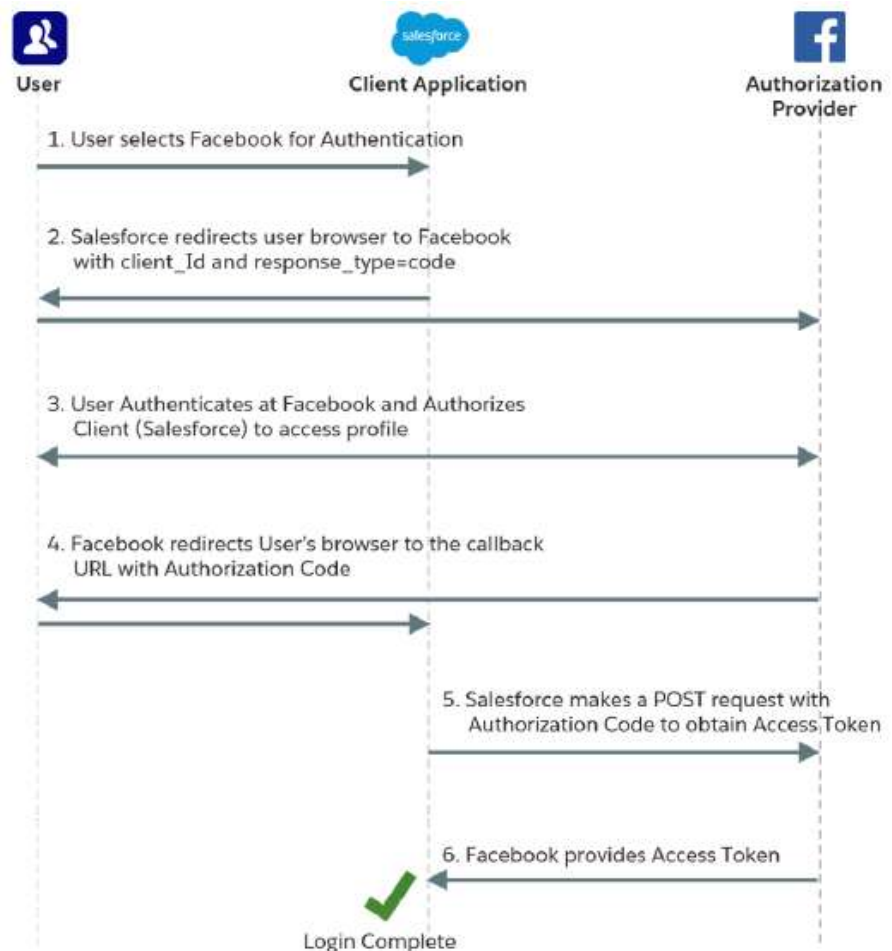 salesforce
User
Client Application
Authorization
Provider
1. User selects Facebook for Authentication
2. Salesforce redirects user browser to Facebook
with client_Id and response_type=code
3. User Authenticates at Facebook and Authorizes
Client (Salesforce) to access profile
4. Facebook redirects User's browser to the callback
URL with Authorization Code
5. Salesforce makes a POST request with
Authorization Code to obtain Access Token
6. Facebook provides Access Token
Login Complete